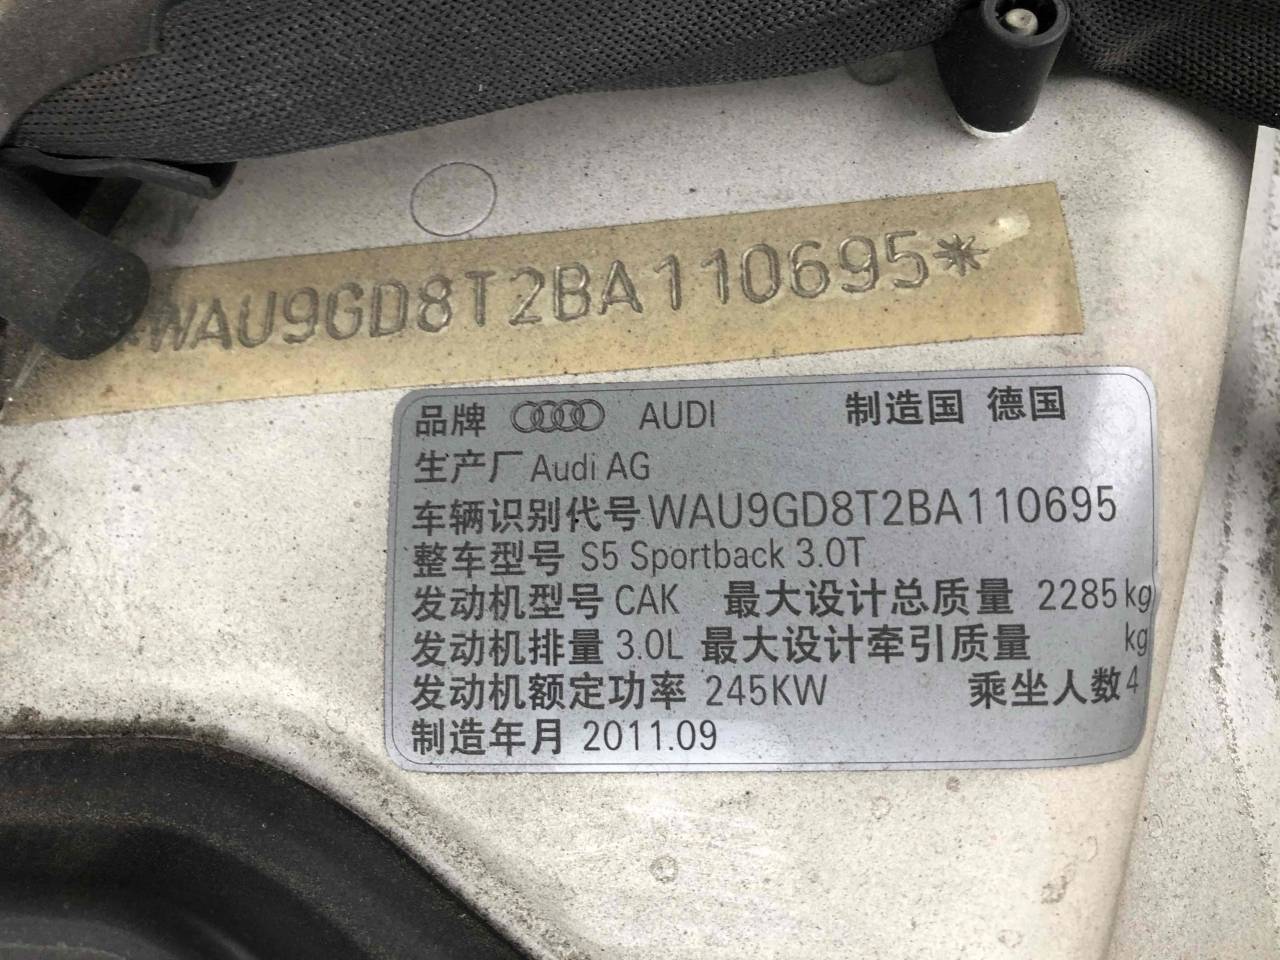 *WAU9GD8T2BA110695*
品牌 AUDI 制造国 德国
生产厂 Audi AG
车辆识别代号 WAU9GD8T2BA110695
整车型号 S5 Sportback 3.0T
发动机型号 CAK 最大设计总质量 2285 kg
发动机排量 3.0L 最大设计牵引质量 kg
发动机额定功率 245KW 乘坐人数 4
制造年月 2011.09